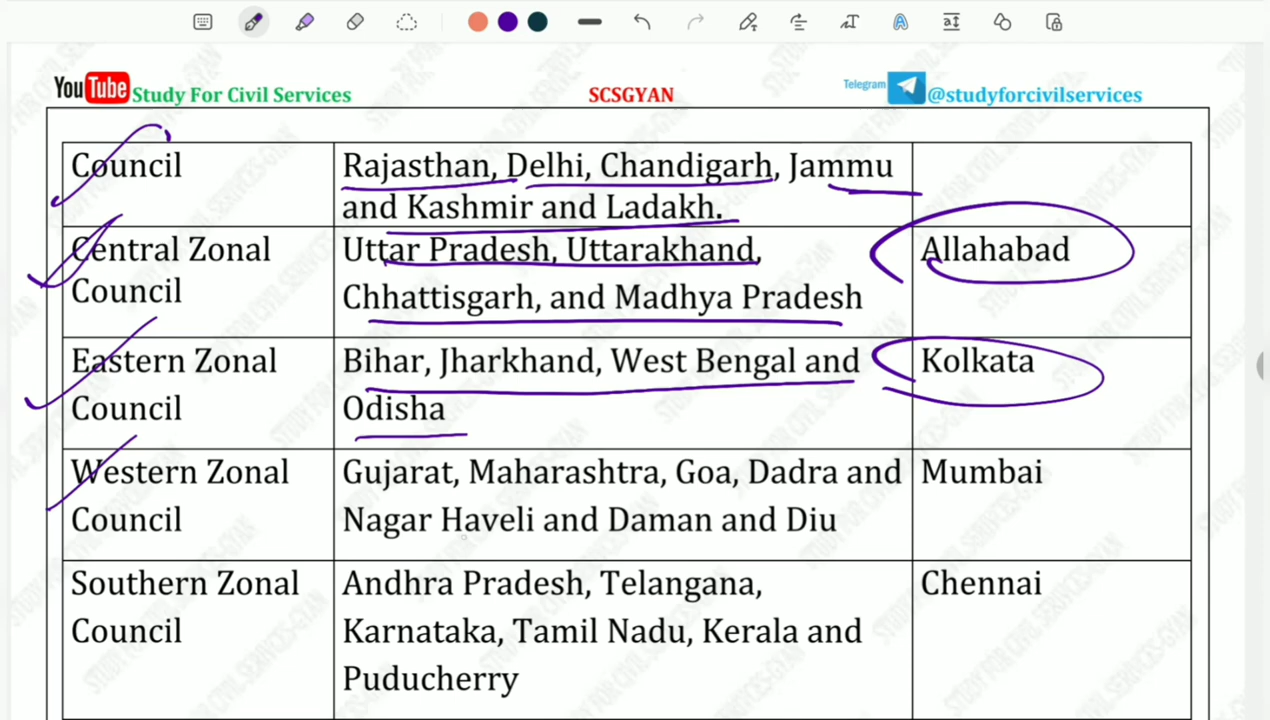 YouTube Study For Civil Services SCSGYAN Telegram @studyforcivilservices
Council
Rajasthan, Delhi, Chandigarh, Jammu
and Kashmir and Ladakh.
Central Zonal
Council
Uttar Pradesh, Uttarakhand,
Chhattisgarh, and Madhya Pradesh
Allahabad
Eastern Zonal
Council
Bihar, Jharkhand, West Bengal and
Odisha
Kolkata
Western Zonal
Council
Gujarat, Maharashtra, Goa, Dadra and
Nagar Haveli and Daman and Diu
Mumbai
Southern Zonal
Council
Andhra Pradesh, Telangana,
Karnataka, Tamil Nadu, Kerala and
Puducherry
Chennai